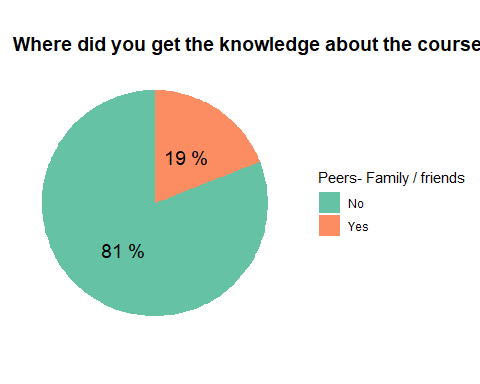 Where did you get the knowledge about the course
19 %
81 %
Peers- Family / friends
No
Yes